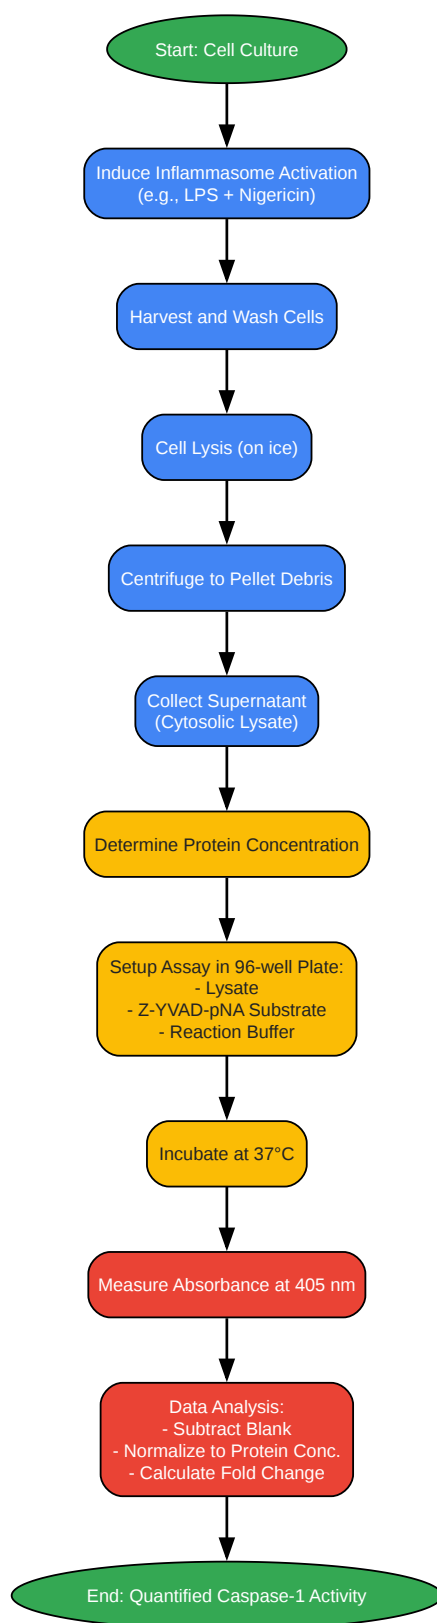 Start: Cell Culture
Induce Inflammasome Activation
(e.g., LPS + Nigericin)
Harvest and Wash Cells
Cell Lysis (on ice)
Centrifuge to Pellet Debris
Collect Supernatant
(Cytosolic Lysate)
Determine Protein Concentration
Setup Assay in 96-well Plate:
- Lysate
- Z-YVAD-pNA Substrate
- Reaction Buffer
Incubate at 37°C
Measure Absorbance at 405 nm
Data Analysis:
- Subtract Blank
- Normalize to Protein Conc.
- Calculate Fold Change
End: Quantified Caspase-1 Activity